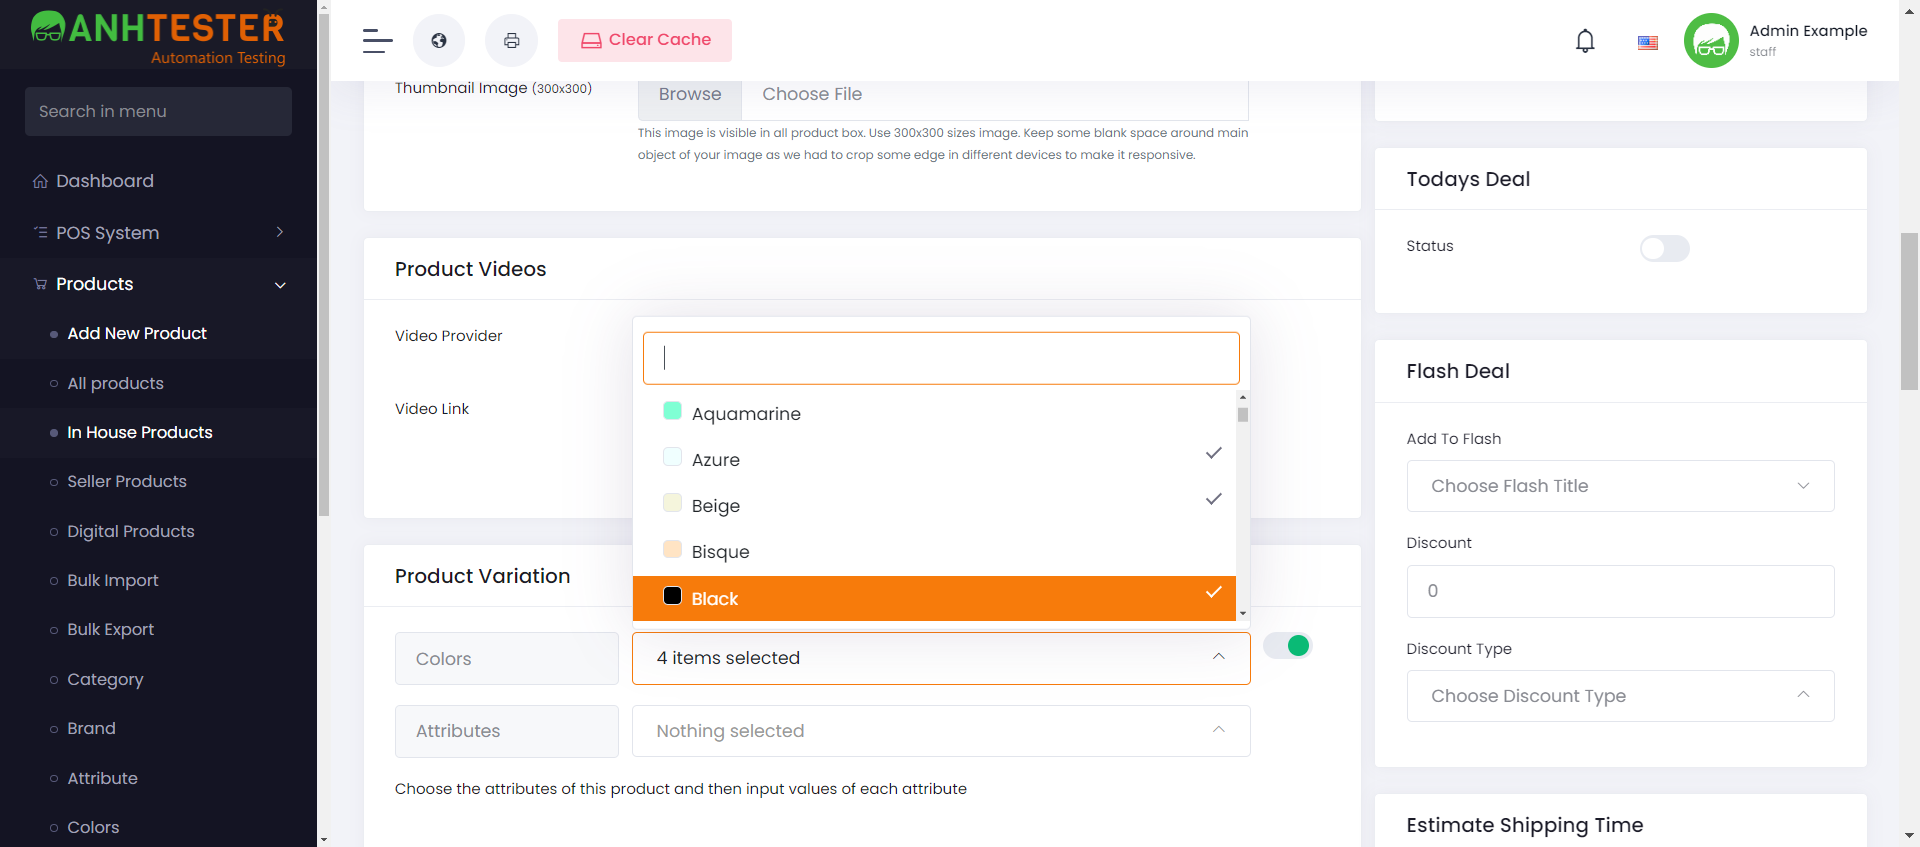 ANHTESTER
Automation Testing
Search in menu
Dashboard
POS System
Products
Add New Product
All products
In House Products
Seller Products
Digital Products
Bulk Import
Bulk Export
Category
Brand
Attribute
Colors
Clear Cache
Admin Example
staff
Thumbnail Image (300x300)
Browse
Choose File
This image is visible in all product box. Use 300x300 sizes image. Keep some blank space around main
object of your image as we had to crop some edge in different devices to make it responsive.
Product Videos
Video Provider
Video Link
Aquamarine
Azure
Beige
Bisque
Black
Product Variation
Colors
4 items selected
Attributes
Nothing selected
Choose the attributes of this product and then input values of each attribute
Todays Deal
Status
Flash Deal
Add To Flash
Choose Flash Title
Discount
0
Discount Type
Choose Discount Type
Estimate Shipping Time